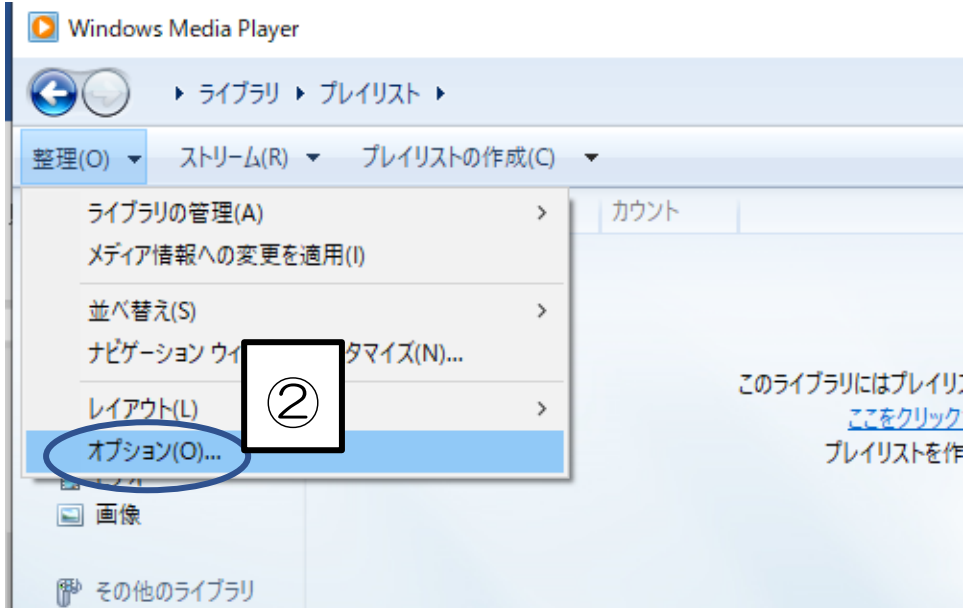 Windows Media Player
ライブラリ プレイリスト
整理(O) ストリーム(R) プレイリストの作成(C)
ライブラリの管理(A)
カウント
メディア情報への変更を適用(I)
並べ替え(S)
ナビゲーション ウィ タマイズ(N)...
②
このライブラリにはプレイリ
レイアウト(L)
ここをクリック
オプション(O)...
プレイリストを作
画像
その他のライブラリ